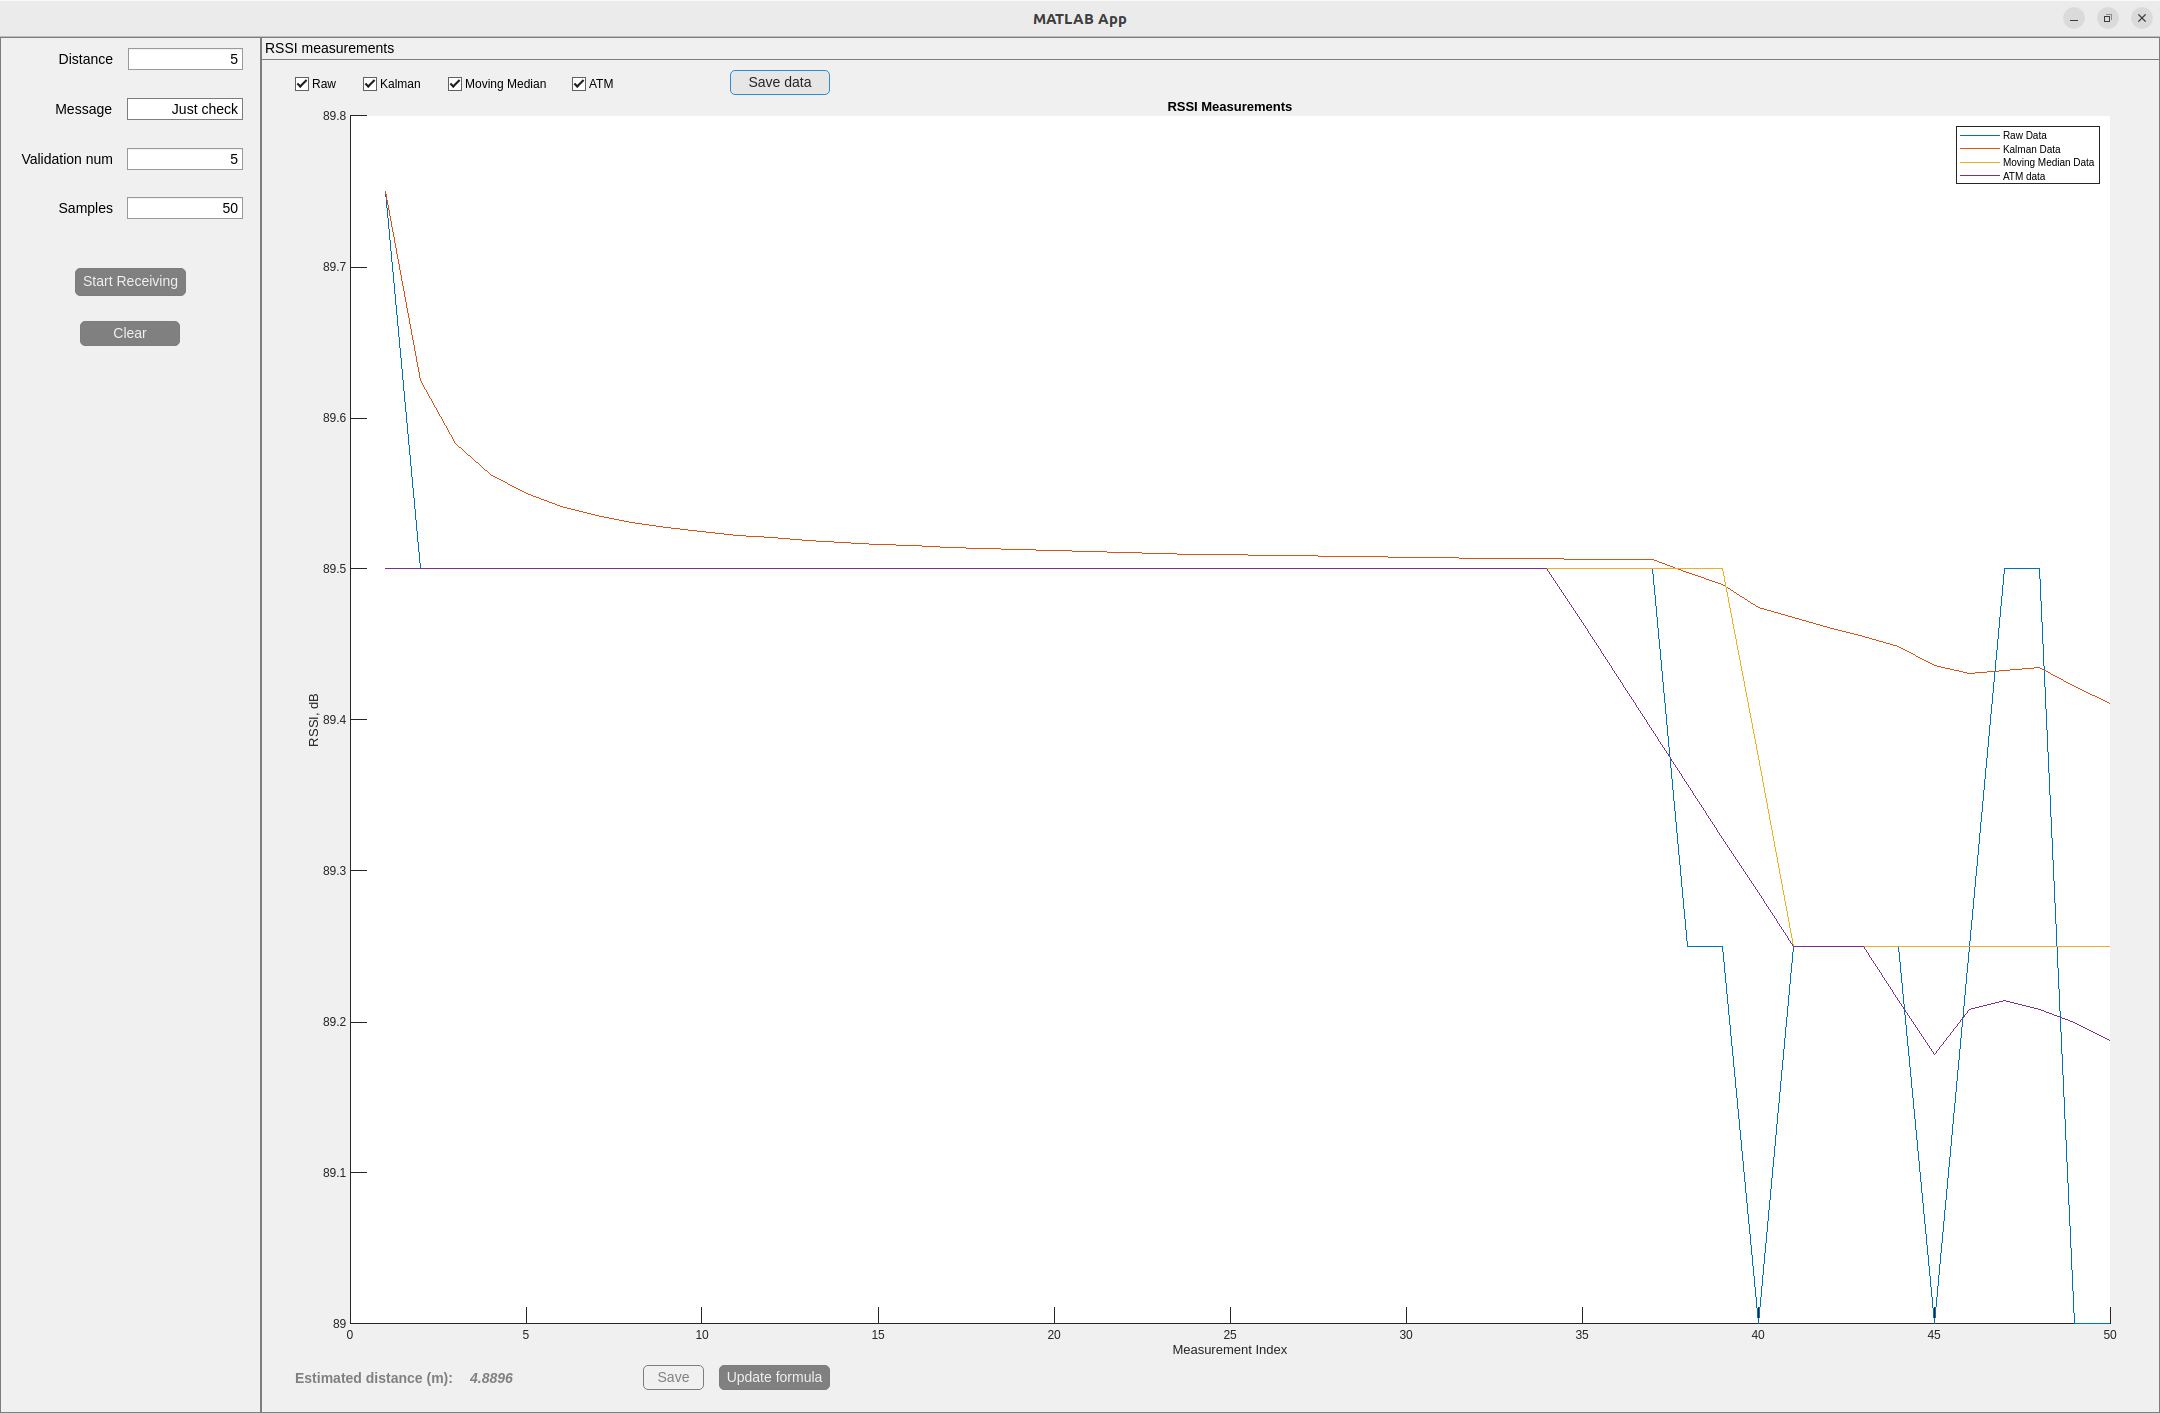 MATLAB App
Distance 5
Message Just check
Validation num 5
Samples 50
Start Receiving
Clear
RSSI measurements
Raw Kalman Moving Median ATM Save data
RSSI Measurements
Raw Data
Kalman Data
Moving Median Data
ATM data
89.8
89.7
89.6
89.5
89.4
89.3
89.2
89.1
89
RSSI, dB
0 5 10 15 20 25 30 35 40 45 50
Measurement Index
Estimated distance (m): 4.8896 Save Update formula